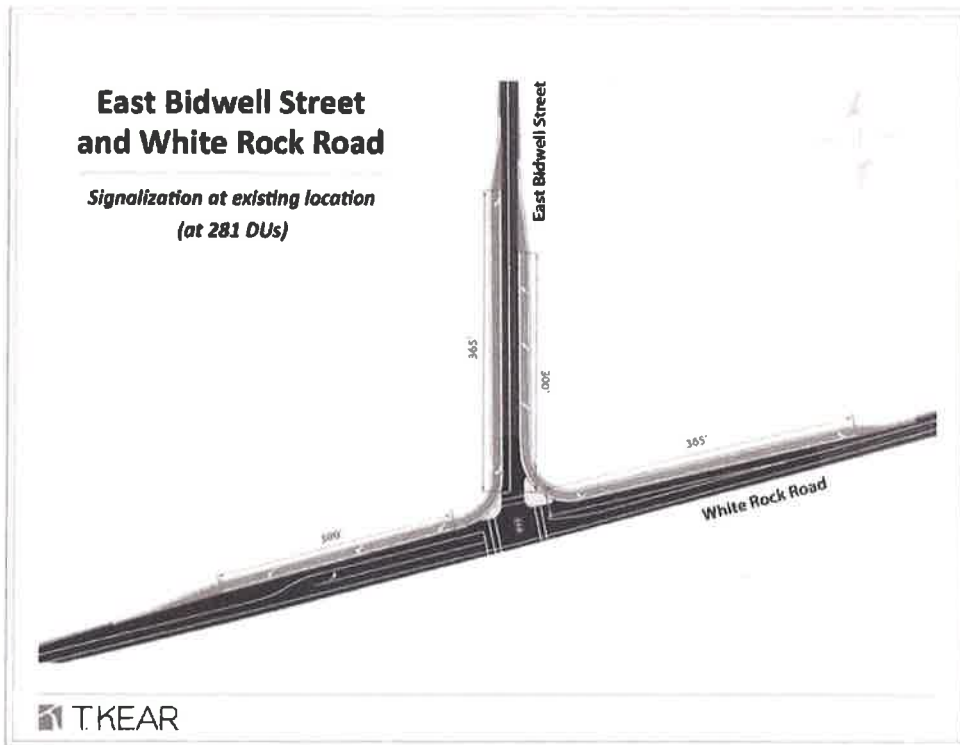 East Bidwell Street
and White Rock Road
Signalization at existing location
(at 281 DUs)
East Bidwell Street
365'
300'
365'
300'
White Rock Road
T.KEAR